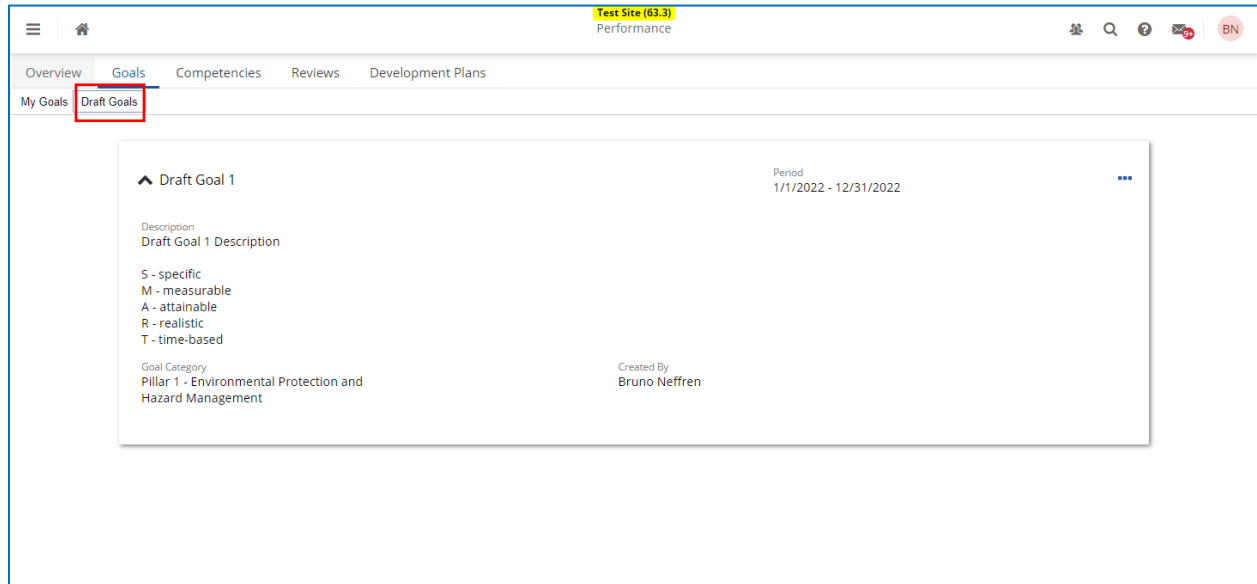 Test Site (63.3)
Performance
9+
BN
Overview Goals Competencies Reviews Development Plans
My Goals Draft Goals
Draft Goal 1
Period
1/1/2022 - 12/31/2022
Description
Draft Goal 1 Description
S - specific
M - measurable
A - attainable
R - realistic
T - time-based
Goal Category
Pillar 1 - Environmental Protection and
Hazard Management
Created By
Bruno Neffren